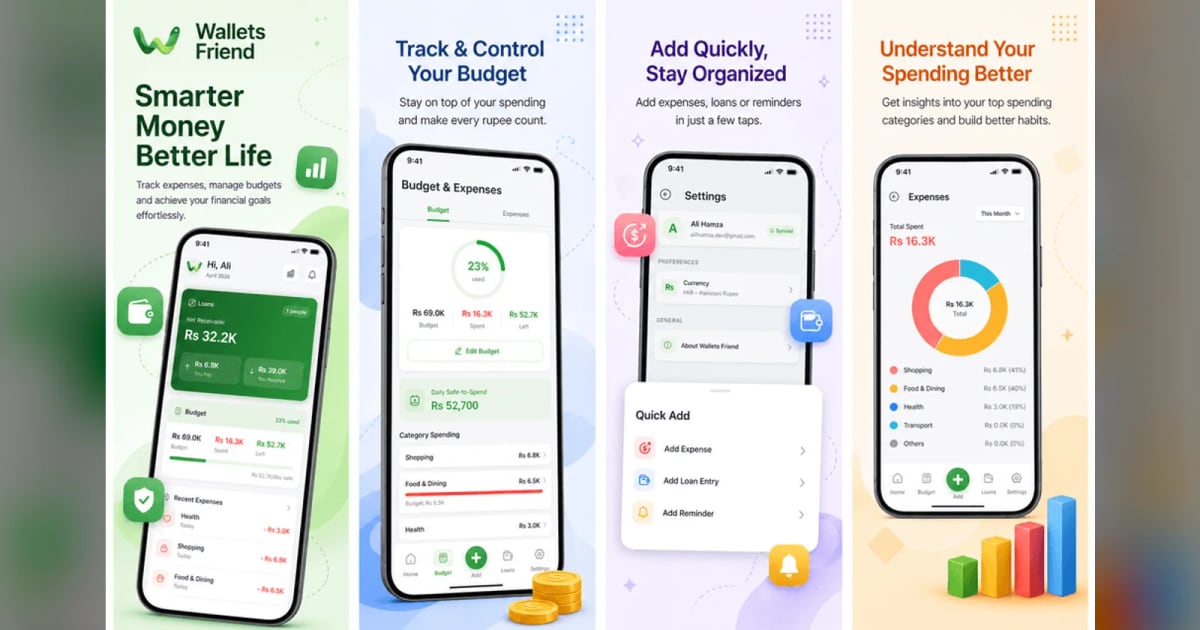 Wallets
Friend
Smarter
Money
Better Life
Track expenses, manage budgets
and achieve your financial goals
effortlessly.
9:41
Hi, Ali
April 2026
Loans
1 people
Net Receivable
Rs 32.2K
Rs 6.8K
You Pay
Rs 39.0K
You Receive
Budget
23% used
Rs 69.0K
Budget
Rs 16.3K
Spent
Rs 52.7K
Left
Recent Expenses
Health
Today
- Rs 3.0K
Shopping
Today
- Rs 6.8K
Food & Dining
Today
- Rs 6.5K
Track & Control
Your Budget
Stay on top of your spending
and make every rupee count.
9:41
Budget & Expenses
Budget
Expenses
23%
used
Rs 69.0K
Budget
Rs 16.3K
Spent
Rs 52.7K
Left
Edit Budget
Daily Safe-to-Spend
Rs 52,700
Category Spending
Shopping
Rs 6.8K
Food & Dining
Rs 6.5K
Health
Rs 3.0K
Home
Budget
Add
Loans
Settings
Add Quickly,
Stay Organized
Add expenses, loans or reminders
in just a few taps.
9:41
Settings
A
Ali Hamza
alihamza.dev@gmail.com
Synced
PREFERENCES
Rs
Currency
PKR – Pakistani Rupee
GENERAL
About Wallets Friend
Quick Add
Add Expense
Add Loan Entry
Add Reminder
Understand Your
Spending Better
Get insights into your top spending
categories and build better habits.
9:41
Expenses
This Month
Total Spent
Rs 16.3K
Rs 16.3K
Total
Shopping
Rs 6.8K (41%)
Food & Dining
Rs 6.5K (40%)
Health
Rs 3.0K (19%)
Transport
Rs 0.0K (0%)
Others
Rs 0.0K (0%)
Home
Budget
Add
Loans
Settings